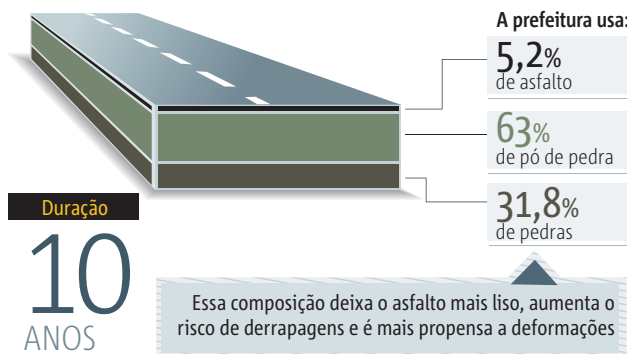 A prefeitura usa:
5,2%
de asfalto
63%
de pó de pedra
31,8%
de pedras
Duração
10
ANOS
Essa composição deixa o asfalto mais liso, aumenta o
risco de derrapagens e é mais propensa a deformações